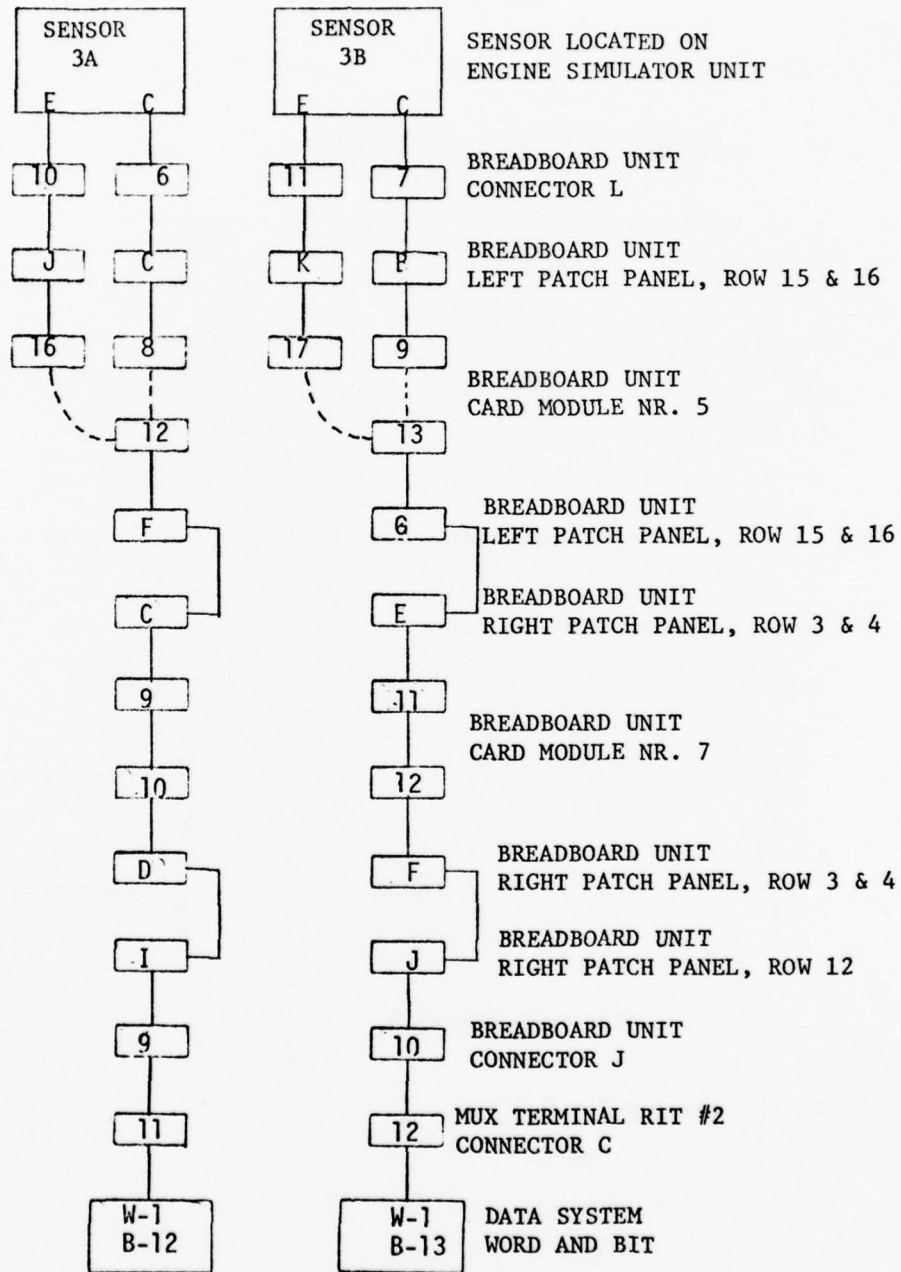 SENSOR
3A
SENSOR
3B
SENSOR LOCATED ON
ENGINE SIMULATOR UNIT
E C E C
10 6 11 7
BREADBOARD UNIT
CONNECTOR L
J C K
BREADBOARD UNIT
LEFT PATCH PANEL, ROW 15 & 16
16 8 17 9
12 13
BREADBOARD UNIT
CARD MODULE NR. 5
F G
BREADBOARD UNIT
LEFT PATCH PANEL, ROW 15 & 16
C E
BREADBOARD UNIT
RIGHT PATCH PANEL, ROW 3 & 4
9 11
BREADBOARD UNIT
CARD MODULE NR. 7
10 12
D F
BREADBOARD UNIT
RIGHT PATCH PANEL, ROW 3 & 4
I J
BREADBOARD UNIT
RIGHT PATCH PANEL, ROW 12
9 10
BREADBOARD UNIT
CONNECTOR J
11 12
MUX TERMINAL RIT #2
CONNECTOR C
W-1
B-12
W-1
B-13
DATA SYSTEM
WORD AND BIT